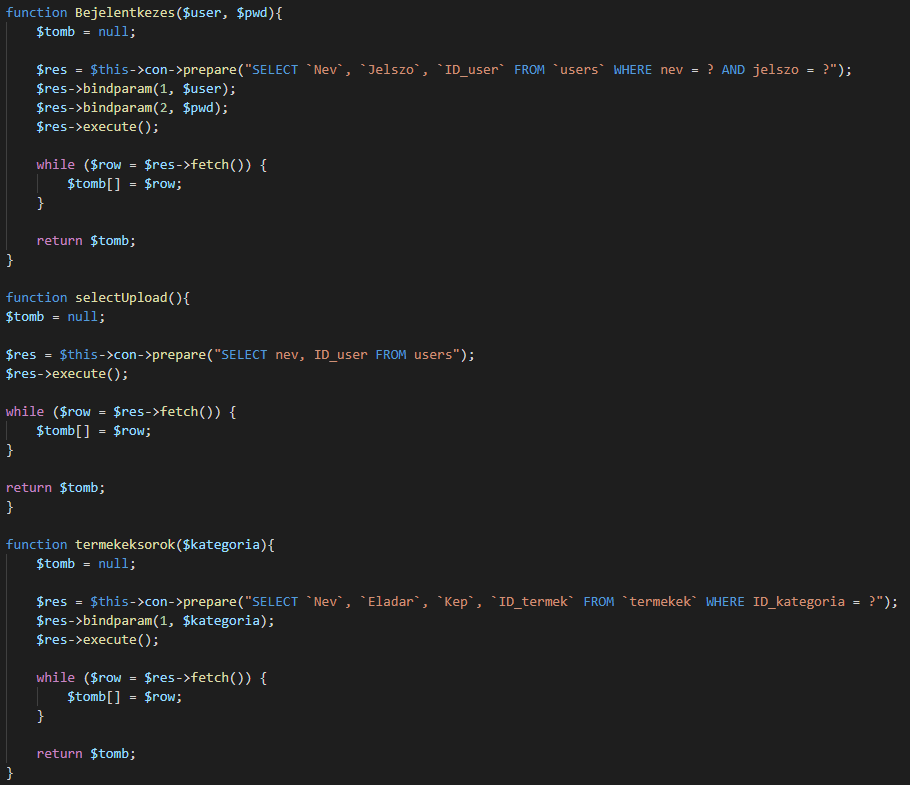 function Bejelentkezes($user, $pwd){
    $tomb = null;

    $res = $this->con->prepare("SELECT `Nev`, `Jelszo`, `ID_user` FROM `users` WHERE nev = ? AND jelszo = ?");
    $res->bindparam(1, $user);
    $res->bindparam(2, $pwd);
    $res->execute();

    while ($row = $res->fetch()) {
        $tomb[] = $row;
    }

    return $tomb;
}

function selectUpload(){
$tomb = null;

$res = $this->con->prepare("SELECT nev, ID_user FROM users");
$res->execute();

while ($row = $res->fetch()) {
    $tomb[] = $row;
}

return $tomb;
}

function termekeksorok($kategoria){
    $tomb = null;

    $res = $this->con->prepare("SELECT `Nev`, `Eladar`, `Kep`, `ID_termek` FROM `termekek` WHERE ID_kategoria = ?");
    $res->bindparam(1, $kategoria);
    $res->execute();

    while ($row = $res->fetch()) {
        $tomb[] = $row;
    }

    return $tomb;
}